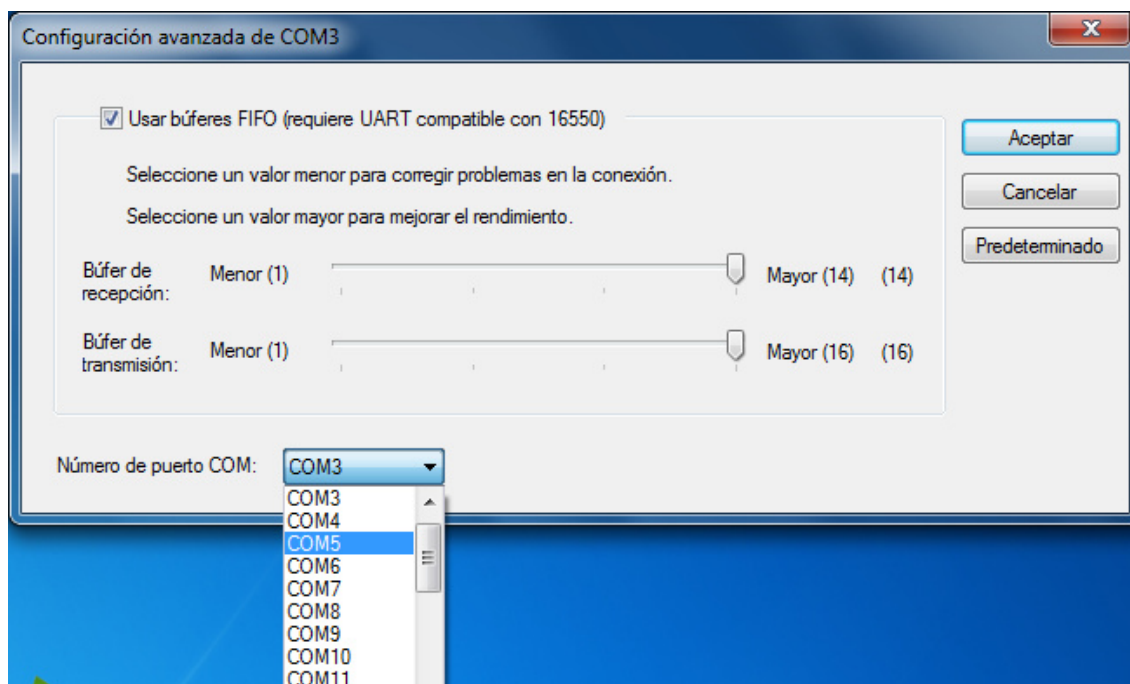 Configuración avanzada de COM3
Usar búferes FIFO (requiere UART compatible con 16550)
Seleccione un valor menor para corregir problemas en la conexión.
Seleccione un valor mayor para mejorar el rendimiento.
Búfer de
recepción:
Menor (1)
Mayor (14)
(14)
Búfer de
transmisión:
Menor (1)
Mayor (16)
(16)
Aceptar
Cancelar
Predeterminado
Número de puerto COM:
COM3
COM3
COM4
COM5
COM6
COM7
COM8
COM9
COM10
COM11